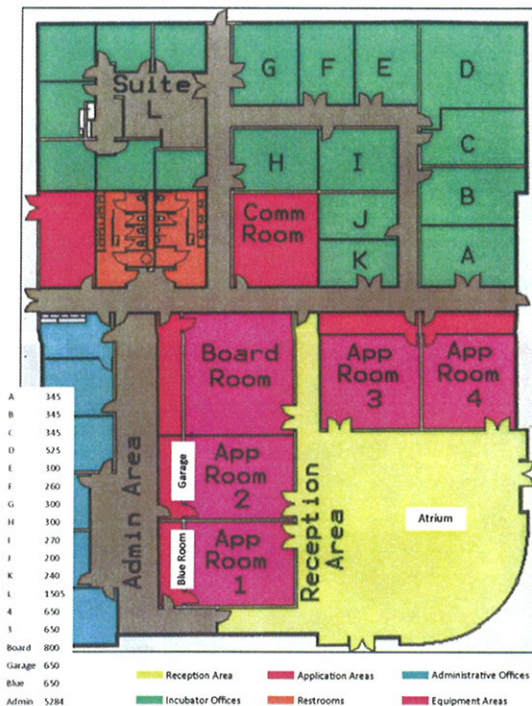 G F E D
Suite
L
C
H I
B
Comm
Room
J
K A
Board
Room
App
Room
3
App
Room
4
A 345
B 345
C 345
D 525
E 300
F 260
G 300
H 300
I 270
J 200
K 240
L 1505
4 650
3 650
Board 800
Garage 650
Blue 650
Admin 5284
Admin Area
Garage
App
Room
2
Blue Room
App
Room
1
Reception
Area
Atrium
Reception Area Application Areas Administrative Offices
Incubator Offices Restrooms Equipment Areas